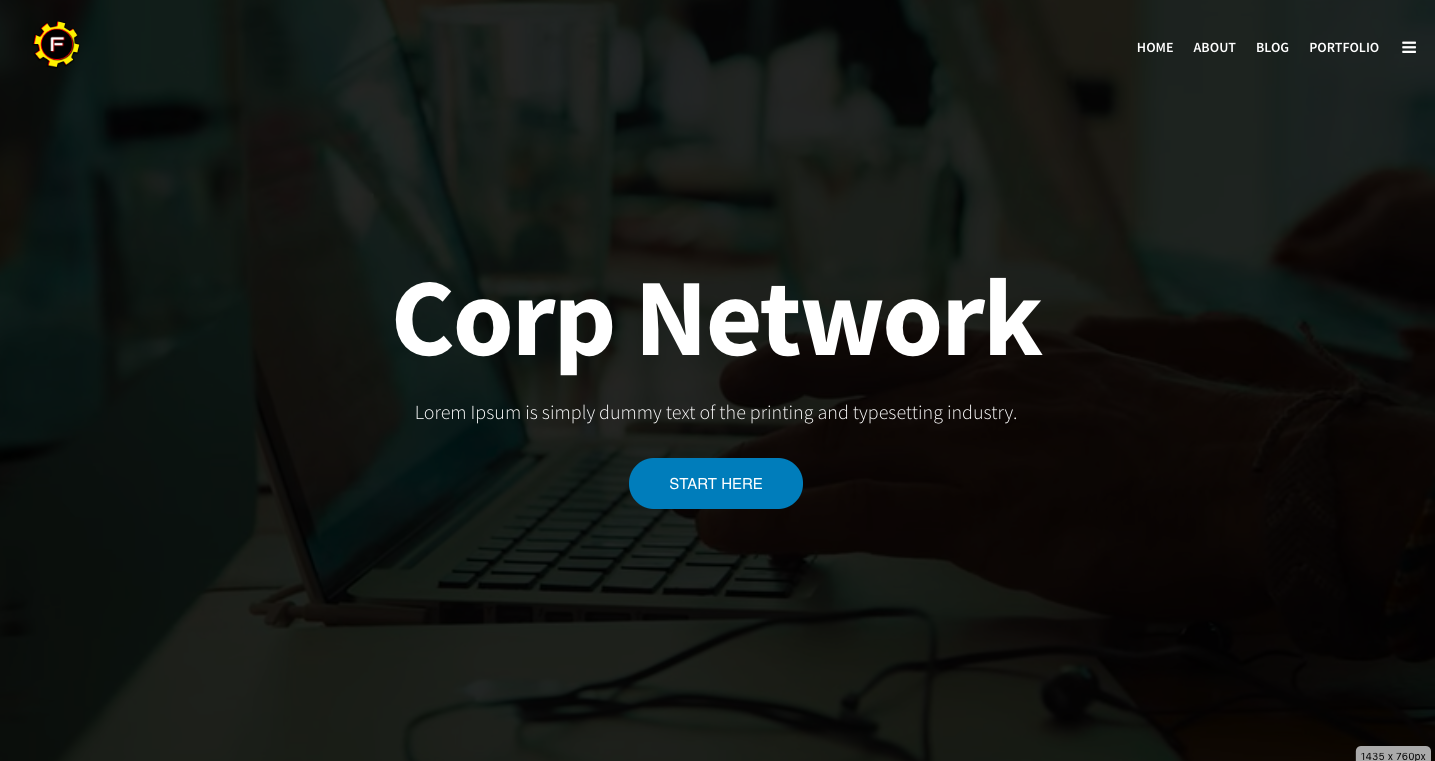 F
HOME ABOUT BLOG PORTFOLIO
Corp Network
Lorem Ipsum is simply dummy text of the printing and typesetting industry.
START HERE
1435 x 760px